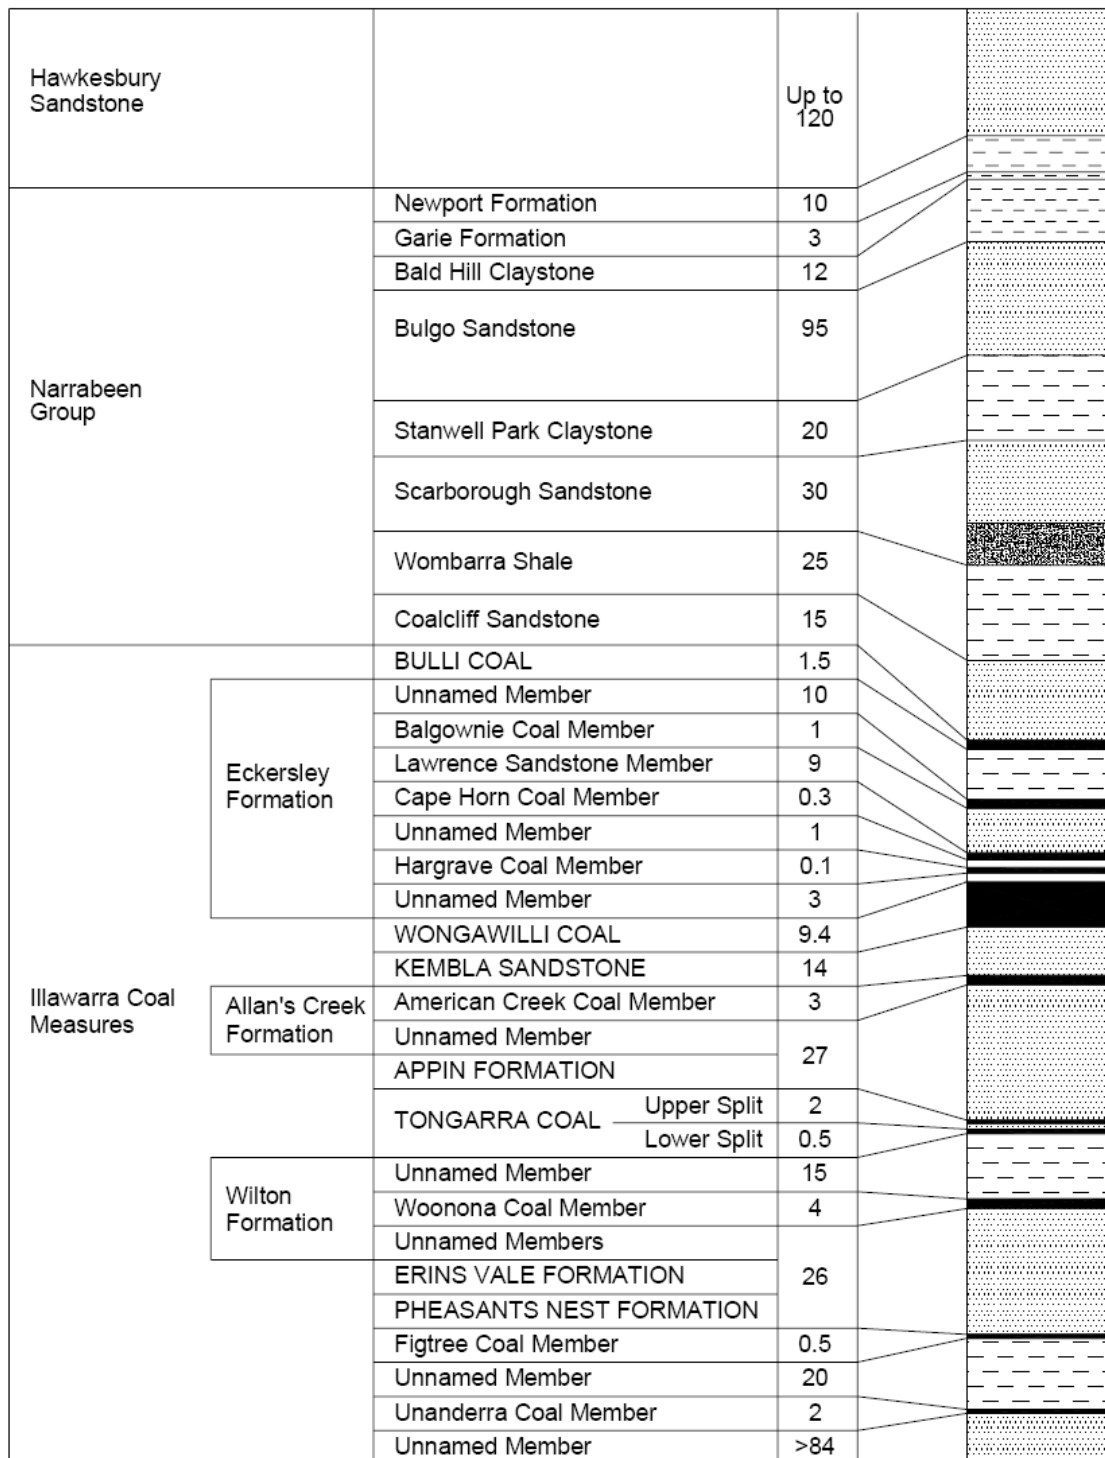 Hawkesbury
Sandstone
Up to
120
Newport Formation 10
Garie Formation 3
Bald Hill Claystone 12
Bulgo Sandstone 95
Narrabeen
Group
Stanwell Park Claystone 20
Scarborough Sandstone 30
Wombarra Shale 25
Coalcliff Sandstone 15
BULLI COAL 1.5
Unnamed Member 10
Balgownie Coal Member 1
Eckersley
Formation
Lawrence Sandstone Member 9
Cape Horn Coal Member 0.3
Unnamed Member 1
Hargrave Coal Member 0.1
Unnamed Member 3
WONGAWILLI COAL 9.4
KEMBLA SANDSTONE 14
Illawarra Coal
Measures
Allan's Creek
Formation
American Creek Coal Member 3
Unnamed Member
27
APPIN FORMATION
TONGARRA COAL
Upper Split 2
Lower Split 0.5
Unnamed Member 15
Wilton
Formation
Woonona Coal Member 4
Unnamed Members
ERINS VALE FORMATION 26
PHEASANTS NEST FORMATION
Figtree Coal Member 0.5
Unnamed Member 20
Unanderra Coal Member 2
Unnamed Member >84